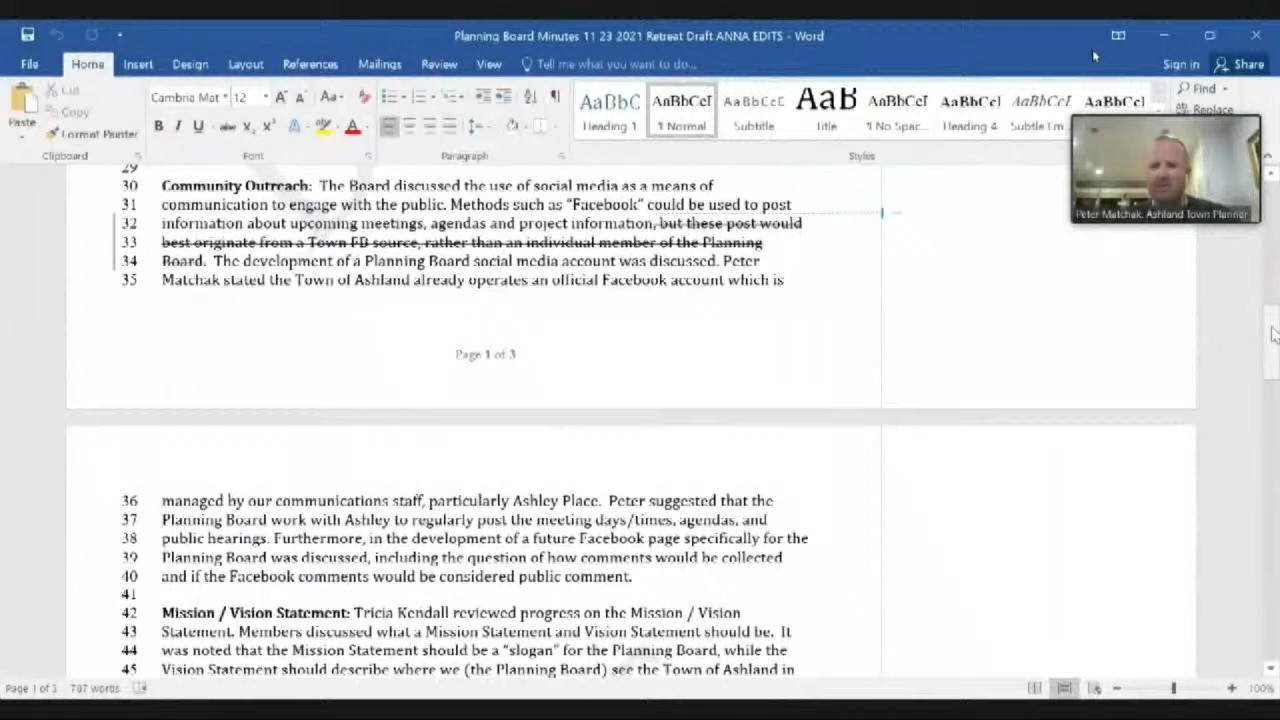 Planning Board Minutes 11 23 2021 Retreat Draft ANNA EDITS - Word
File Home Insert Design Layout References Mailings Review View Tell me what you want to do... Sign in Share
Cut
Copy
Paste Format Painter
Cambria Mat 12
AaBbC AaBbCcI AaBbCcC AaB AaBbCcI AaBbCcI AaBbCcI AaBbCcI
Heading 1 ¶ Normal Subtitle Title ¶ No Spac... Heading 4 Subtle Em...
Find
Replace
Clipboard Font Paragraph Styles
Peter Matchak, Ashland Town Planner
29
30 Community Outreach: The Board discussed the use of social media as a means of
31 communication to engage with the public. Methods such as “Facebook” could be used to post
32 information about upcoming meetings, agendas and project information, but these post would
33 best originate from a Town FB source, rather than an individual member of the Planning
34 Board. The development of a Planning Board social media account was discussed. Peter
35 Matchak stated the Town of Ashland already operates an official Facebook account which is
Page 1 of 3
36 managed by our communications staff, particularly Ashley Place. Peter suggested that the
37 Planning Board work with Ashley to regularly post the meeting days/times, agendas, and
38 public hearings. Furthermore, in the development of a future Facebook page specifically for the
39 Planning Board was discussed, including the question of how comments would be collected
40 and if the Facebook comments would be considered public comment.
41
42 Mission / Vision Statement: Tricia Kendall reviewed progress on the Mission / Vision
43 Statement. Members discussed what a Mission Statement and Vision Statement should be. It
44 was noted that the Mission Statement should be a “slogan” for the Planning Board, while the
45 Vision Statement should describe where we (the Planning Board) see the Town of Ashland in
Page 1 of 3 787 words 100%